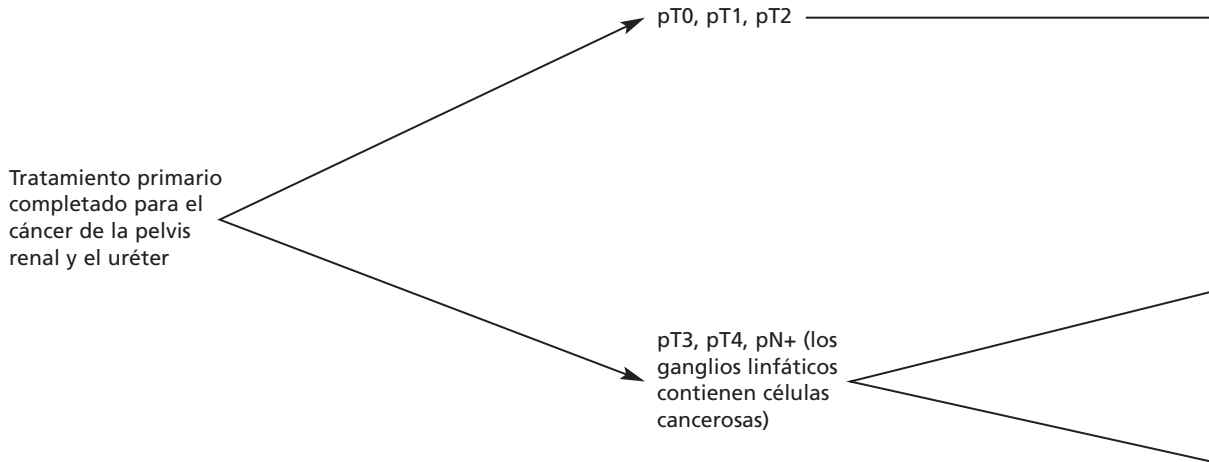 pT0, pT1, pT2
Tratamiento primario
completado para el
cáncer de la pelvis
renal y el uréter
pT3, pT4, pN+ (los
ganglios linfáticos
contienen células
cancerosas)